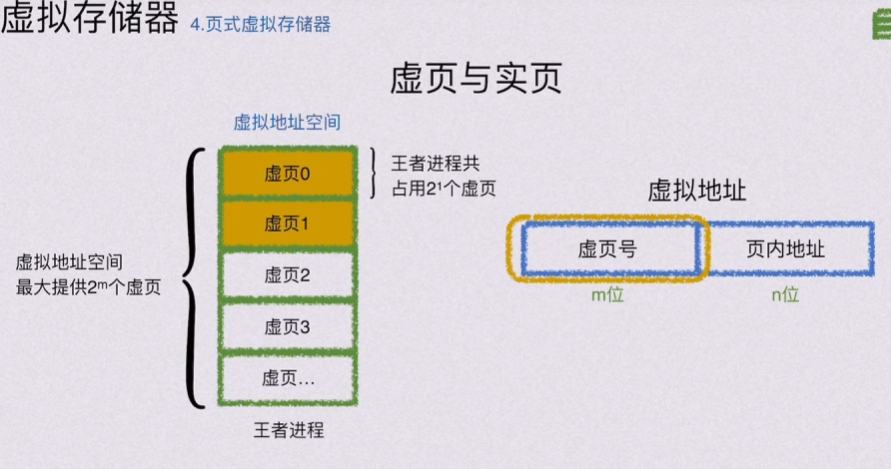 虚拟存储器 4.页式虚拟存储器
虚页与实页
虚拟地址空间
虚页0
虚页1
虚页2
虚页3
虚页…
王者进程
王者进程共
占用2¹个虚页
虚拟地址空间
最大提供2ᵐ个虚页
虚拟地址
虚页号 页内地址
m位 n位